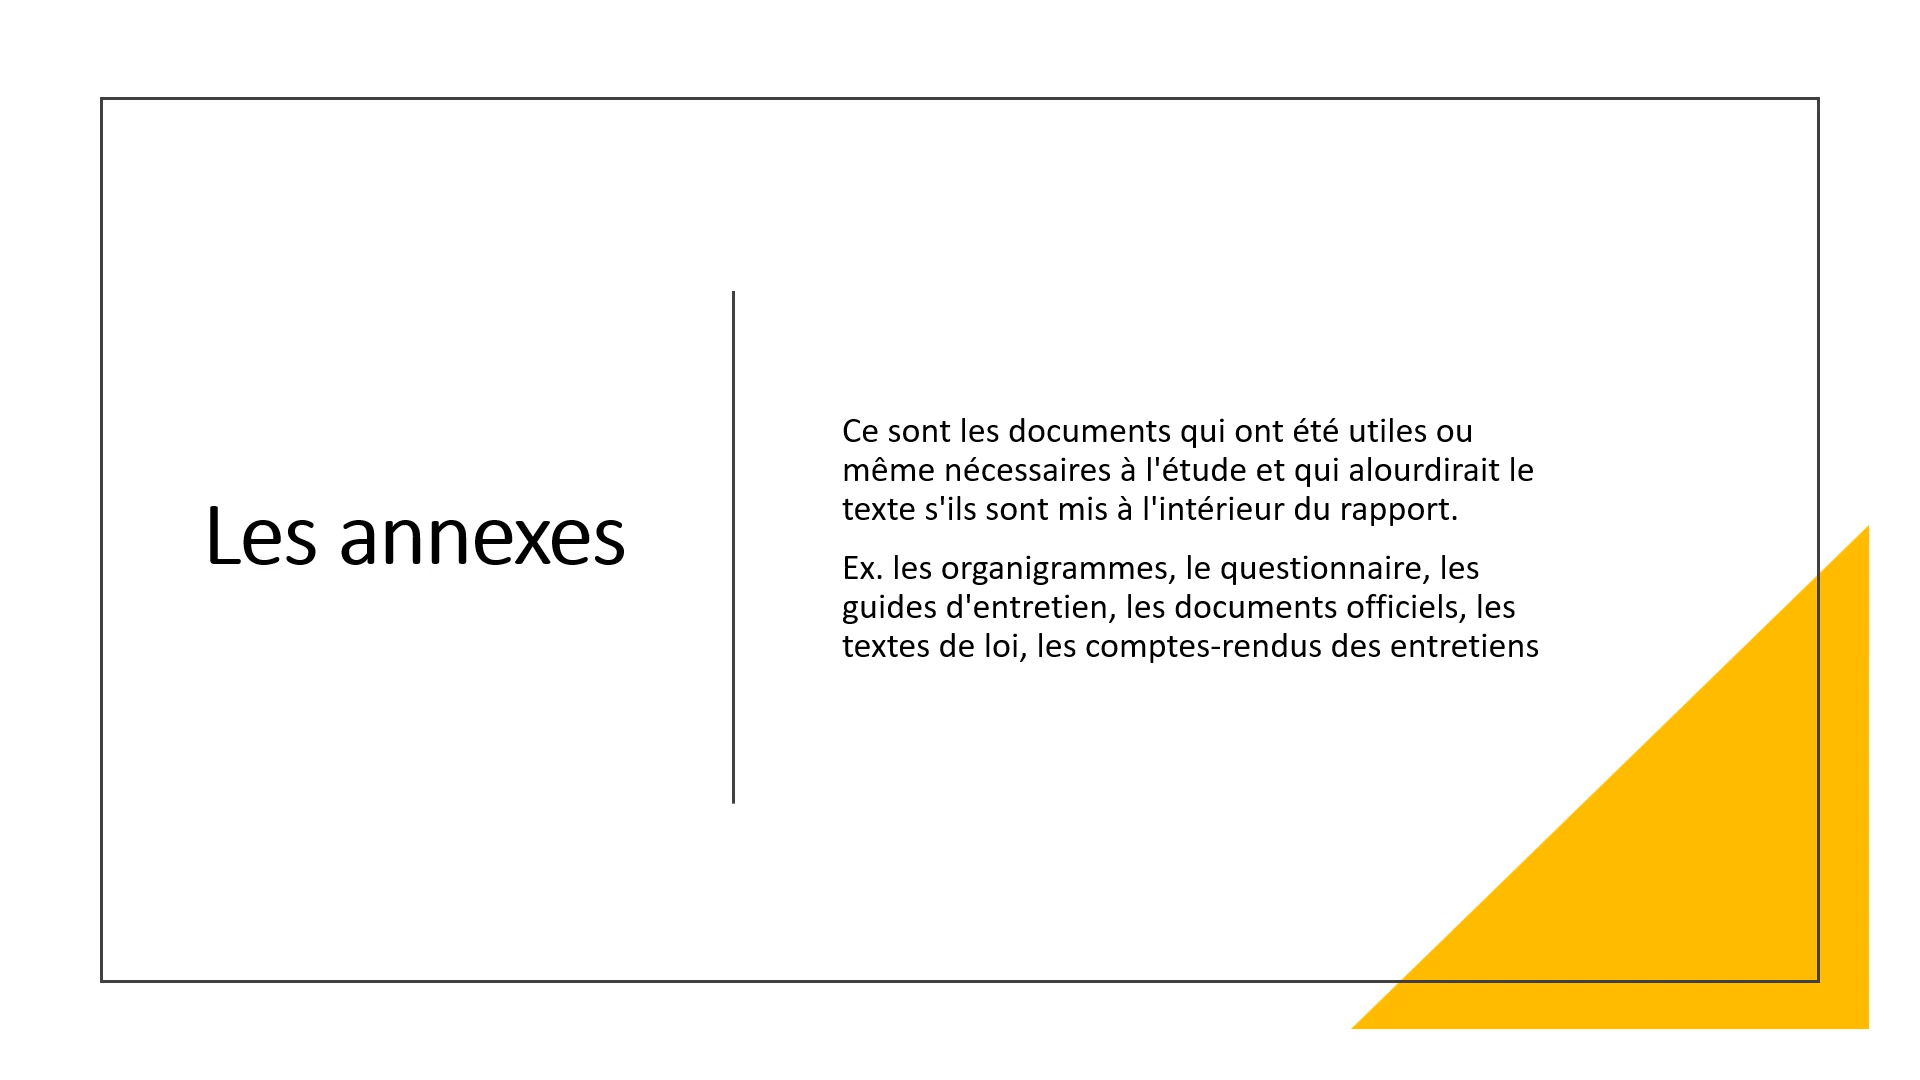 Les annexes
Ce sont les documents qui ont été utiles ou
même nécessaires à l'étude et qui alourdirait le
texte s'ils sont mis à l'intérieur du rapport.
Ex. les organigrammes, le questionnaire, les
guides d'entretien, les documents officiels, les
textes de loi, les comptes-rendus des entretiens